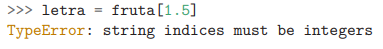 >>> letra = fruta[1.5]
TypeError: string indices must be integers